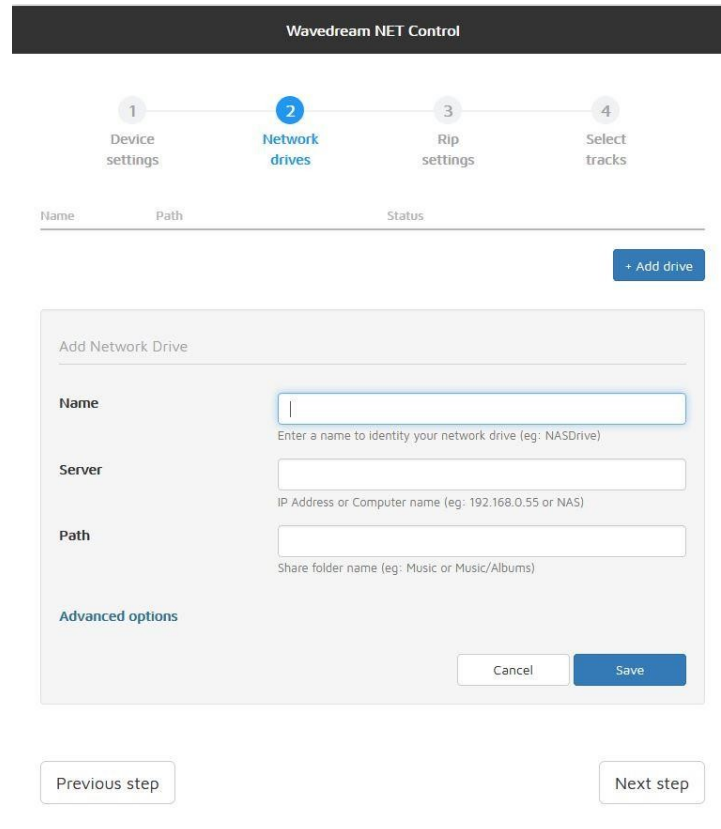 Wavedream NET Control
1 2 3 4
Device Network Rip Select
settings drives settings tracks
Name Path Status
+ Add drive
Add Network Drive
Name
Enter a name to identity your network drive (eg: NASDrive)
Server
IP Address or Computer name (eg: 192.168.0.55 or NAS)
Path
Share folder name (eg: Music or Music/Albums)
Advanced options
Cancel Save
Previous step Next step